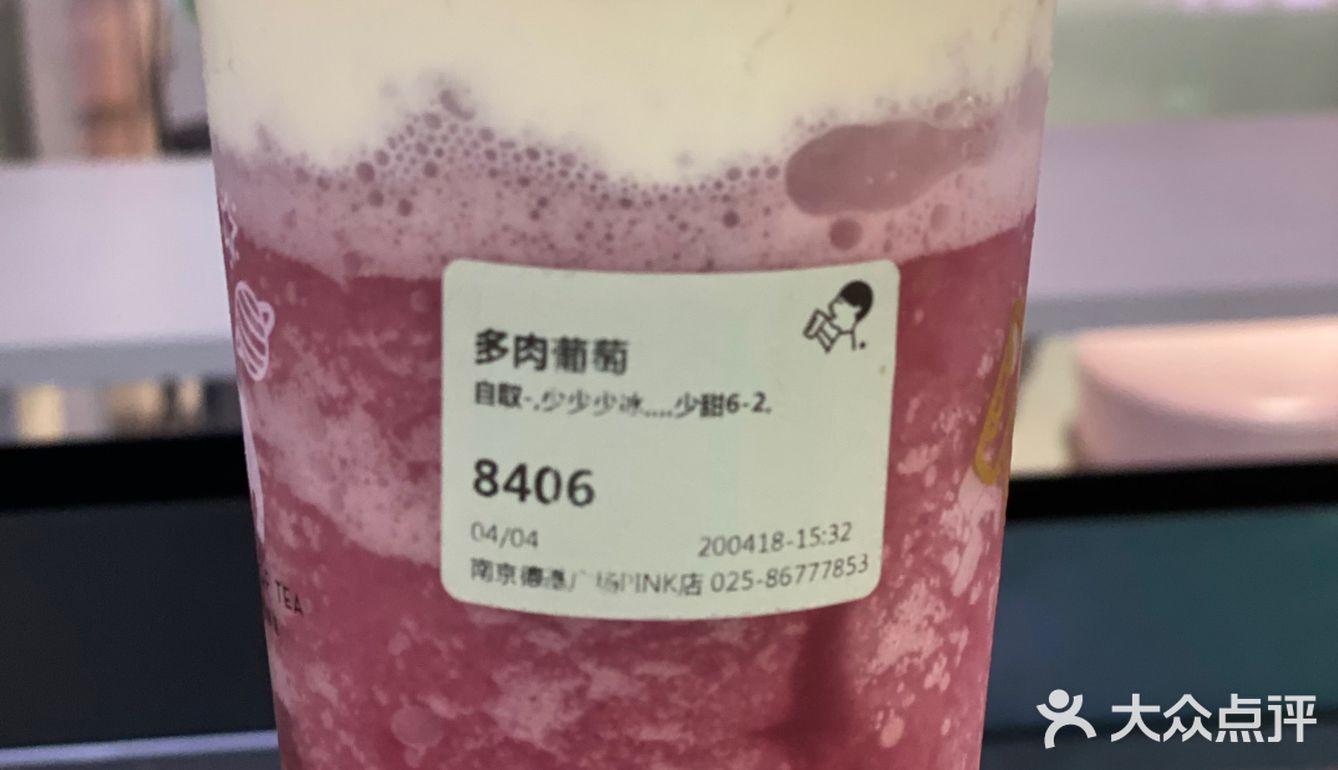 多肉葡萄
自取-.少少少冰....少甜6-2.
8406
04/04
200418-15:32
南京德基广场PINK店 025-86777853
TEA
大众点评